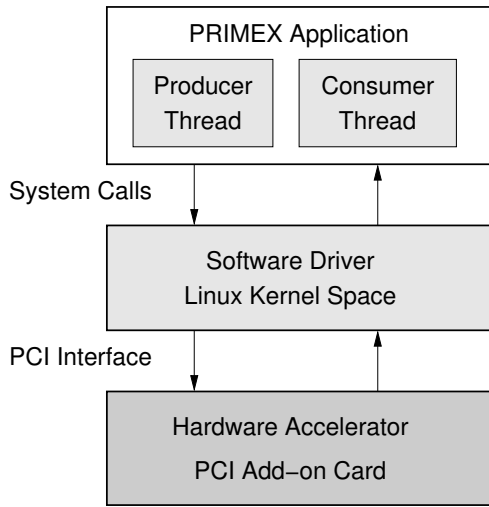 PRIMEX Application
Producer Consumer
Thread Thread
System Calls
Software Driver
Linux Kernel Space
PCI Interface
Hardware Accelerator
PCI Add−on Card